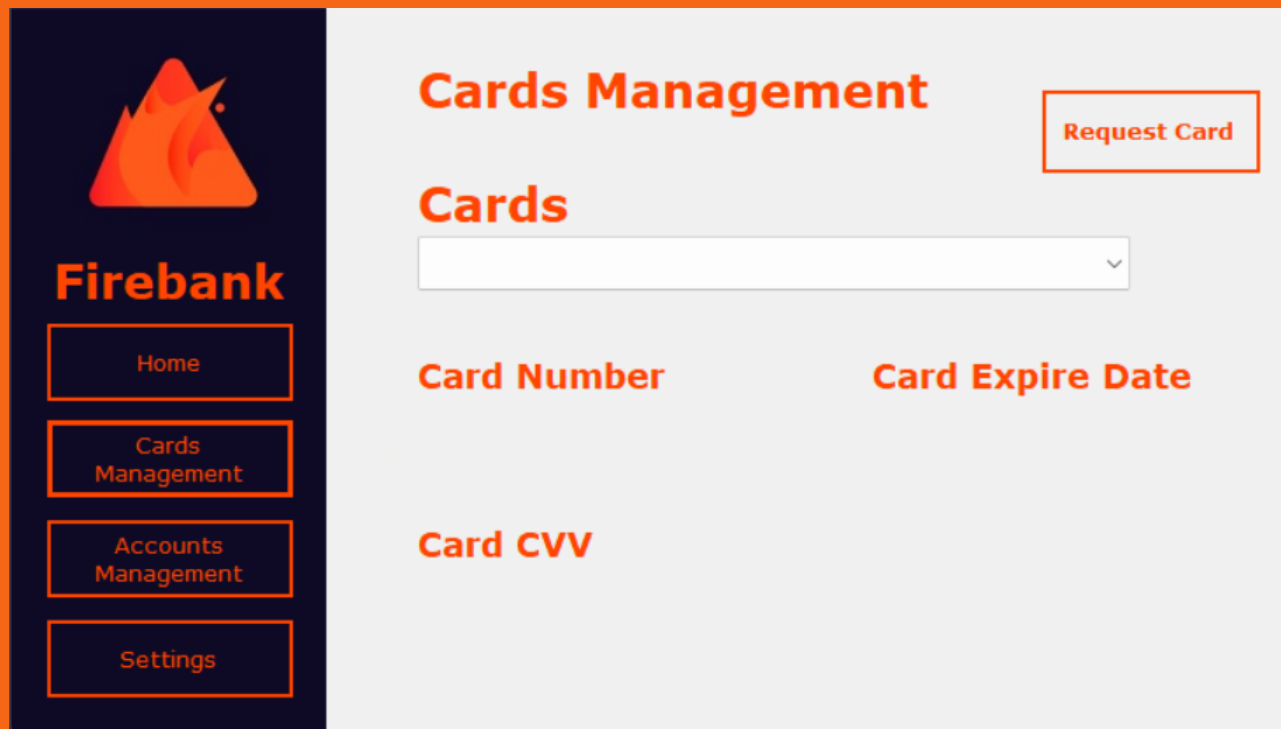 Firebank
Home
Cards
Management
Accounts
Management
Settings
Cards Management
Request Card
Cards
Card Number
Card Expire Date
Card CVV